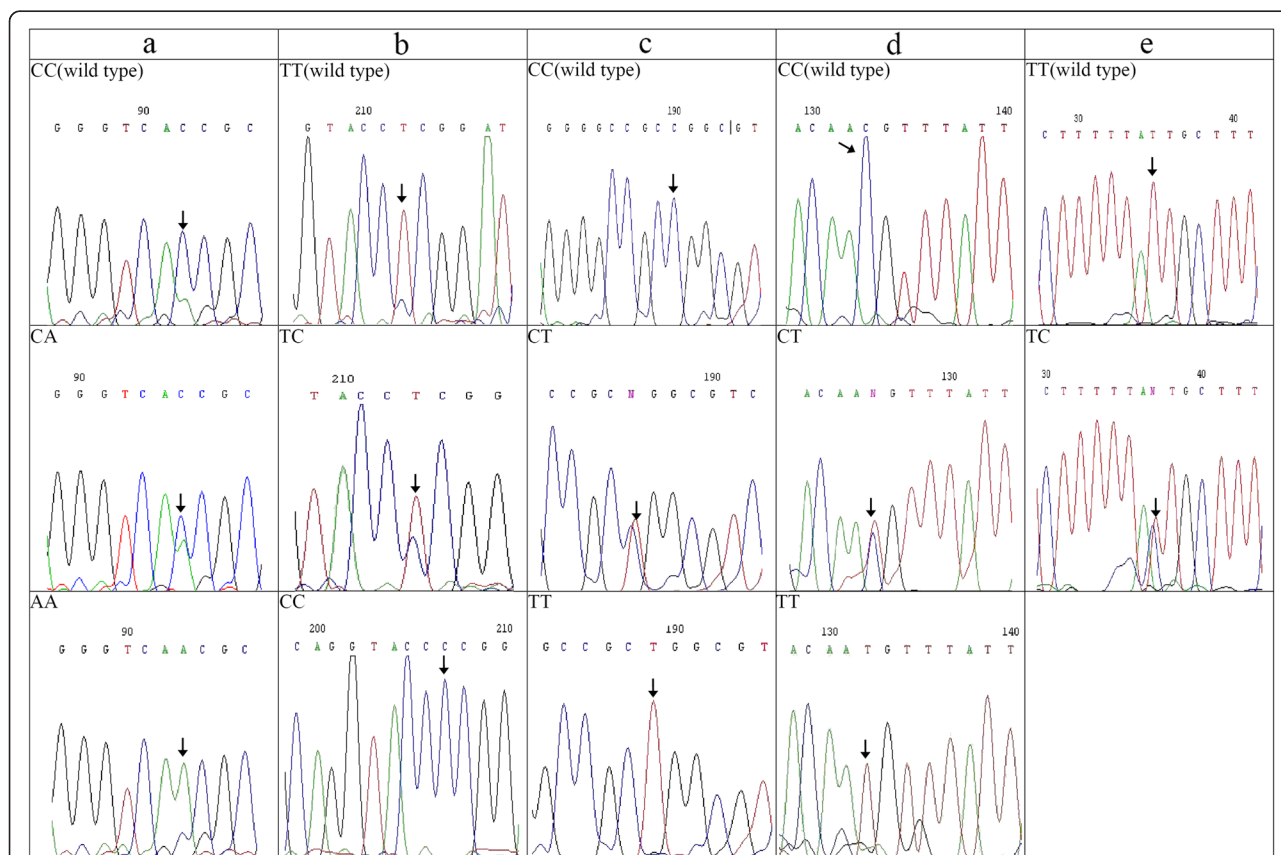 a b c d e
CC(wild type) TT(wild type) CC(wild type) CC(wild type) TT(wild type)
90 210 190 130 140 30 40
G G G T C A C C G C
G T A C C T C G G A T
G G G G C C G C C G G C G T
A C A A C G T T T A T T
C T T T T T A T T G C T T T
CA TC CT CT TC
90 210 190 130 30 40
G G G T C A C C G C
T A C C T C G G
C C G C N G G C G T C
A C A A N G T T T A T T
C T T T T T A N T G C T T T
AA CC TT TT
90 200 210 190 130 140
G G G T C A A C G C
C A G G T A C C C C G G
G C C G C T G G C G T
A C A A T G T T T A T T